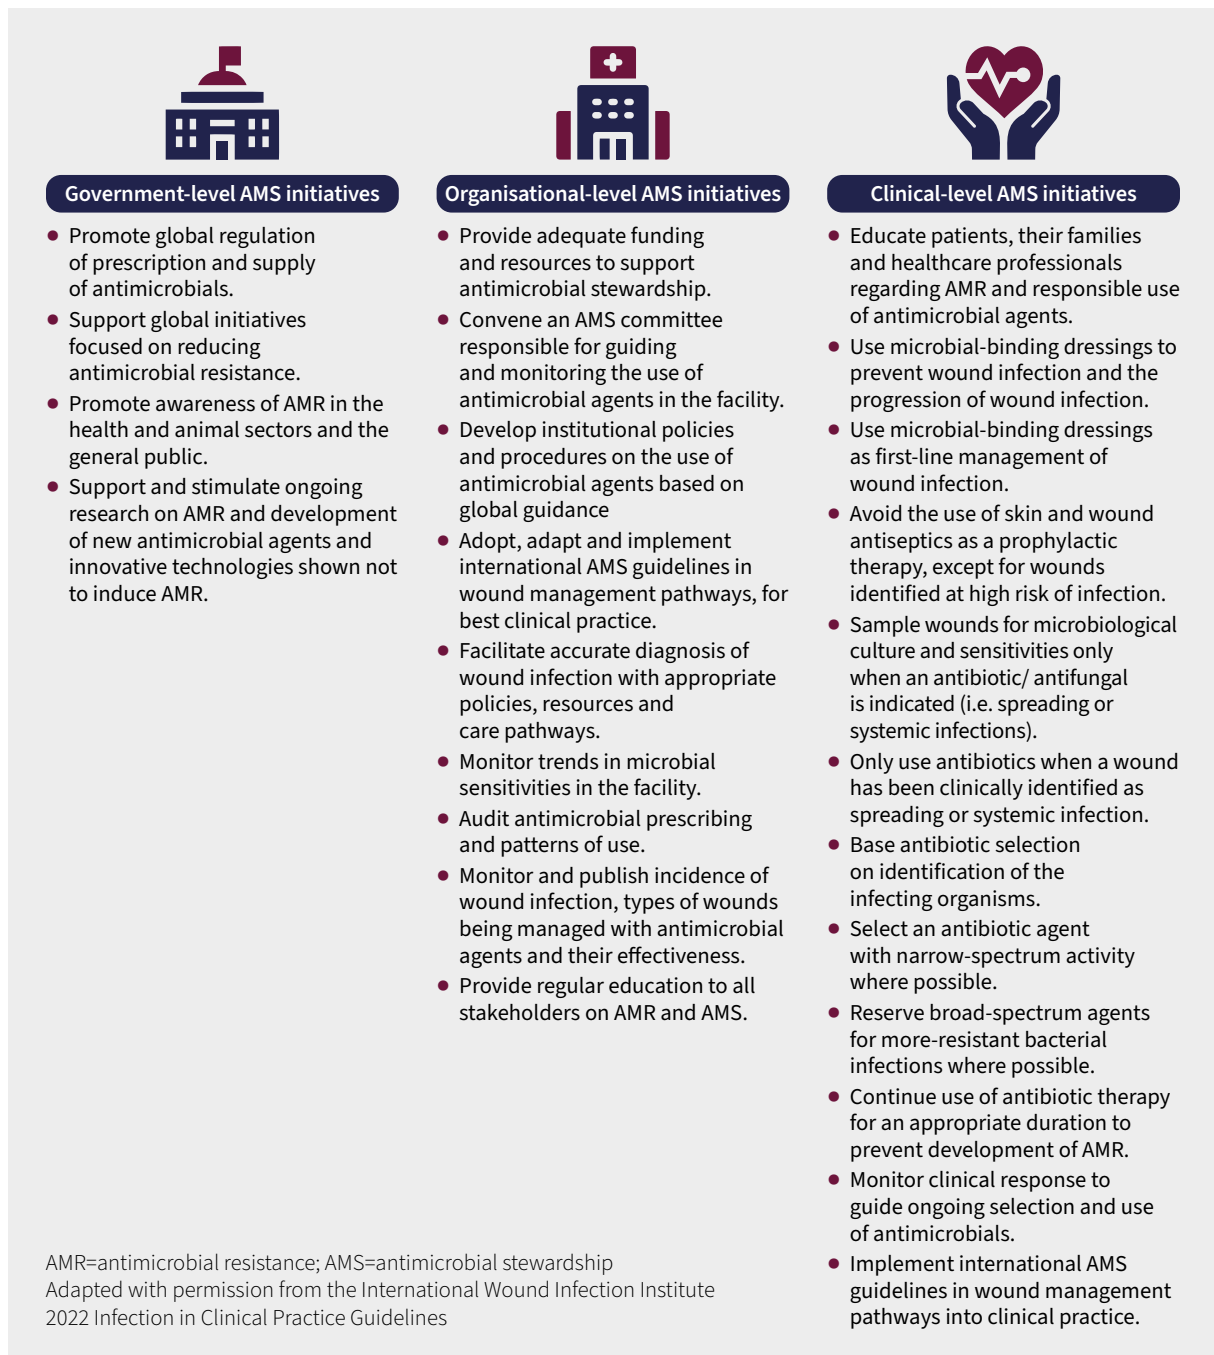 Government-level AMS initiatives
• Promote global regulation
of prescription and supply
of antimicrobials.
• Support global initiatives
focused on reducing
antimicrobial resistance.
• Promote awareness of AMR in the
health and animal sectors and the
general public.
• Support and stimulate ongoing
research on AMR and development
of new antimicrobial agents and
innovative technologies shown not
to induce AMR.
Organisational-level AMS initiatives
• Provide adequate funding
and resources to support
antimicrobial stewardship.
• Convene an AMS committee
responsible for guiding
and monitoring the use of
antimicrobial agents in the facility.
• Develop institutional policies
and procedures on the use of
antimicrobial agents based on
global guidance
• Adopt, adapt and implement
international AMS guidelines in
wound management pathways, for
best clinical practice.
• Facilitate accurate diagnosis of
wound infection with appropriate
policies, resources and
care pathways.
• Monitor trends in microbial
sensitivities in the facility.
• Audit antimicrobial prescribing
and patterns of use.
• Monitor and publish incidence of
wound infection, types of wounds
being managed with antimicrobial
agents and their effectiveness.
• Provide regular education to all
stakeholders on AMR and AMS.
Clinical-level AMS initiatives
• Educate patients, their families
and healthcare professionals
regarding AMR and responsible use
of antimicrobial agents.
• Use microbial-binding dressings to
prevent wound infection and the
progression of wound infection.
• Use microbial-binding dressings
as first-line management of
wound infection.
• Avoid the use of skin and wound
antiseptics as a prophylactic
therapy, except for wounds
identified at high risk of infection.
• Sample wounds for microbiological
culture and sensitivities only
when an antibiotic/ antifungal
is indicated (i.e. spreading or
systemic infections).
• Only use antibiotics when a wound
has been clinically identified as
spreading or systemic infection.
• Base antibiotic selection
on identification of the
infecting organisms.
• Select an antibiotic agent
with narrow-spectrum activity
where possible.
• Reserve broad-spectrum agents
for more-resistant bacterial
infections where possible.
• Continue use of antibiotic therapy
for an appropriate duration to
prevent development of AMR.
• Monitor clinical response to
guide ongoing selection and use
of antimicrobials.
• Implement international AMS
guidelines in wound management
pathways into clinical practice.
AMR=antimicrobial resistance; AMS=antimicrobial stewardship
Adapted with permission from the International Wound Infection Institute
2022 Infection in Clinical Practice Guidelines